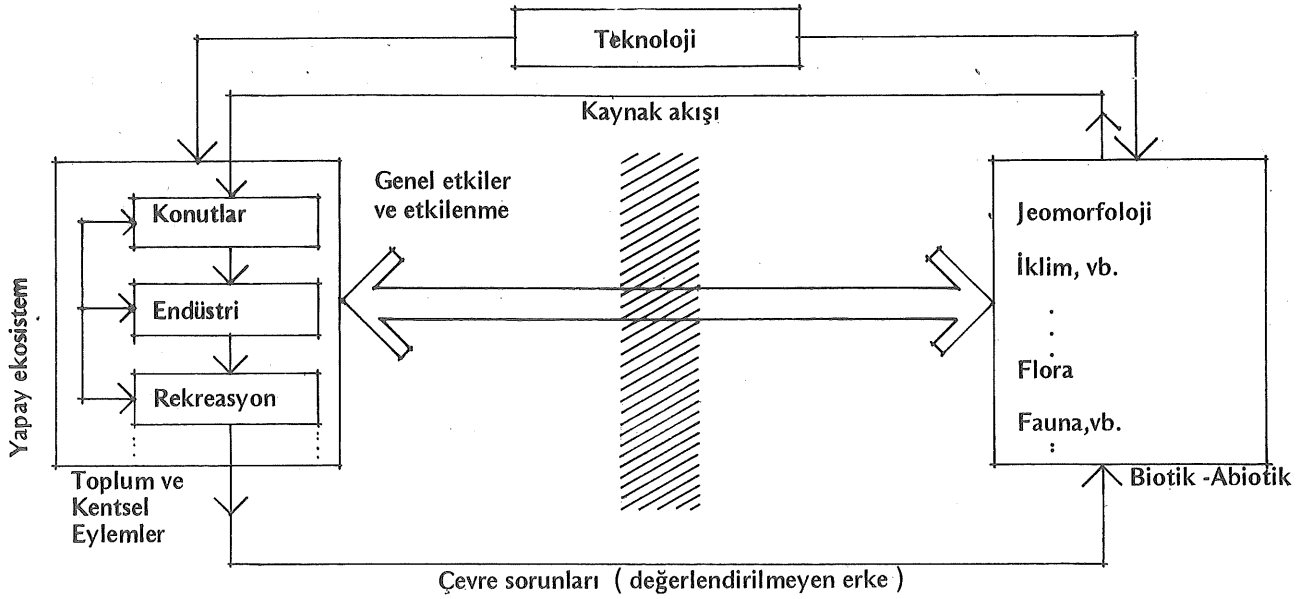 Teknoloji
Kaynak akışı
Genel etkiler
ve etkilenme
Konutlar
Endüstri
Rekreasyon
Yapay ekosistem
Toplum ve
Kentsel
Eylemler
Jeomorfoloji
İklim, vb.
Flora
Fauna,vb.
Biotik -Abiotik
Çevre sorunları ( değerlendirilmeyen erke )